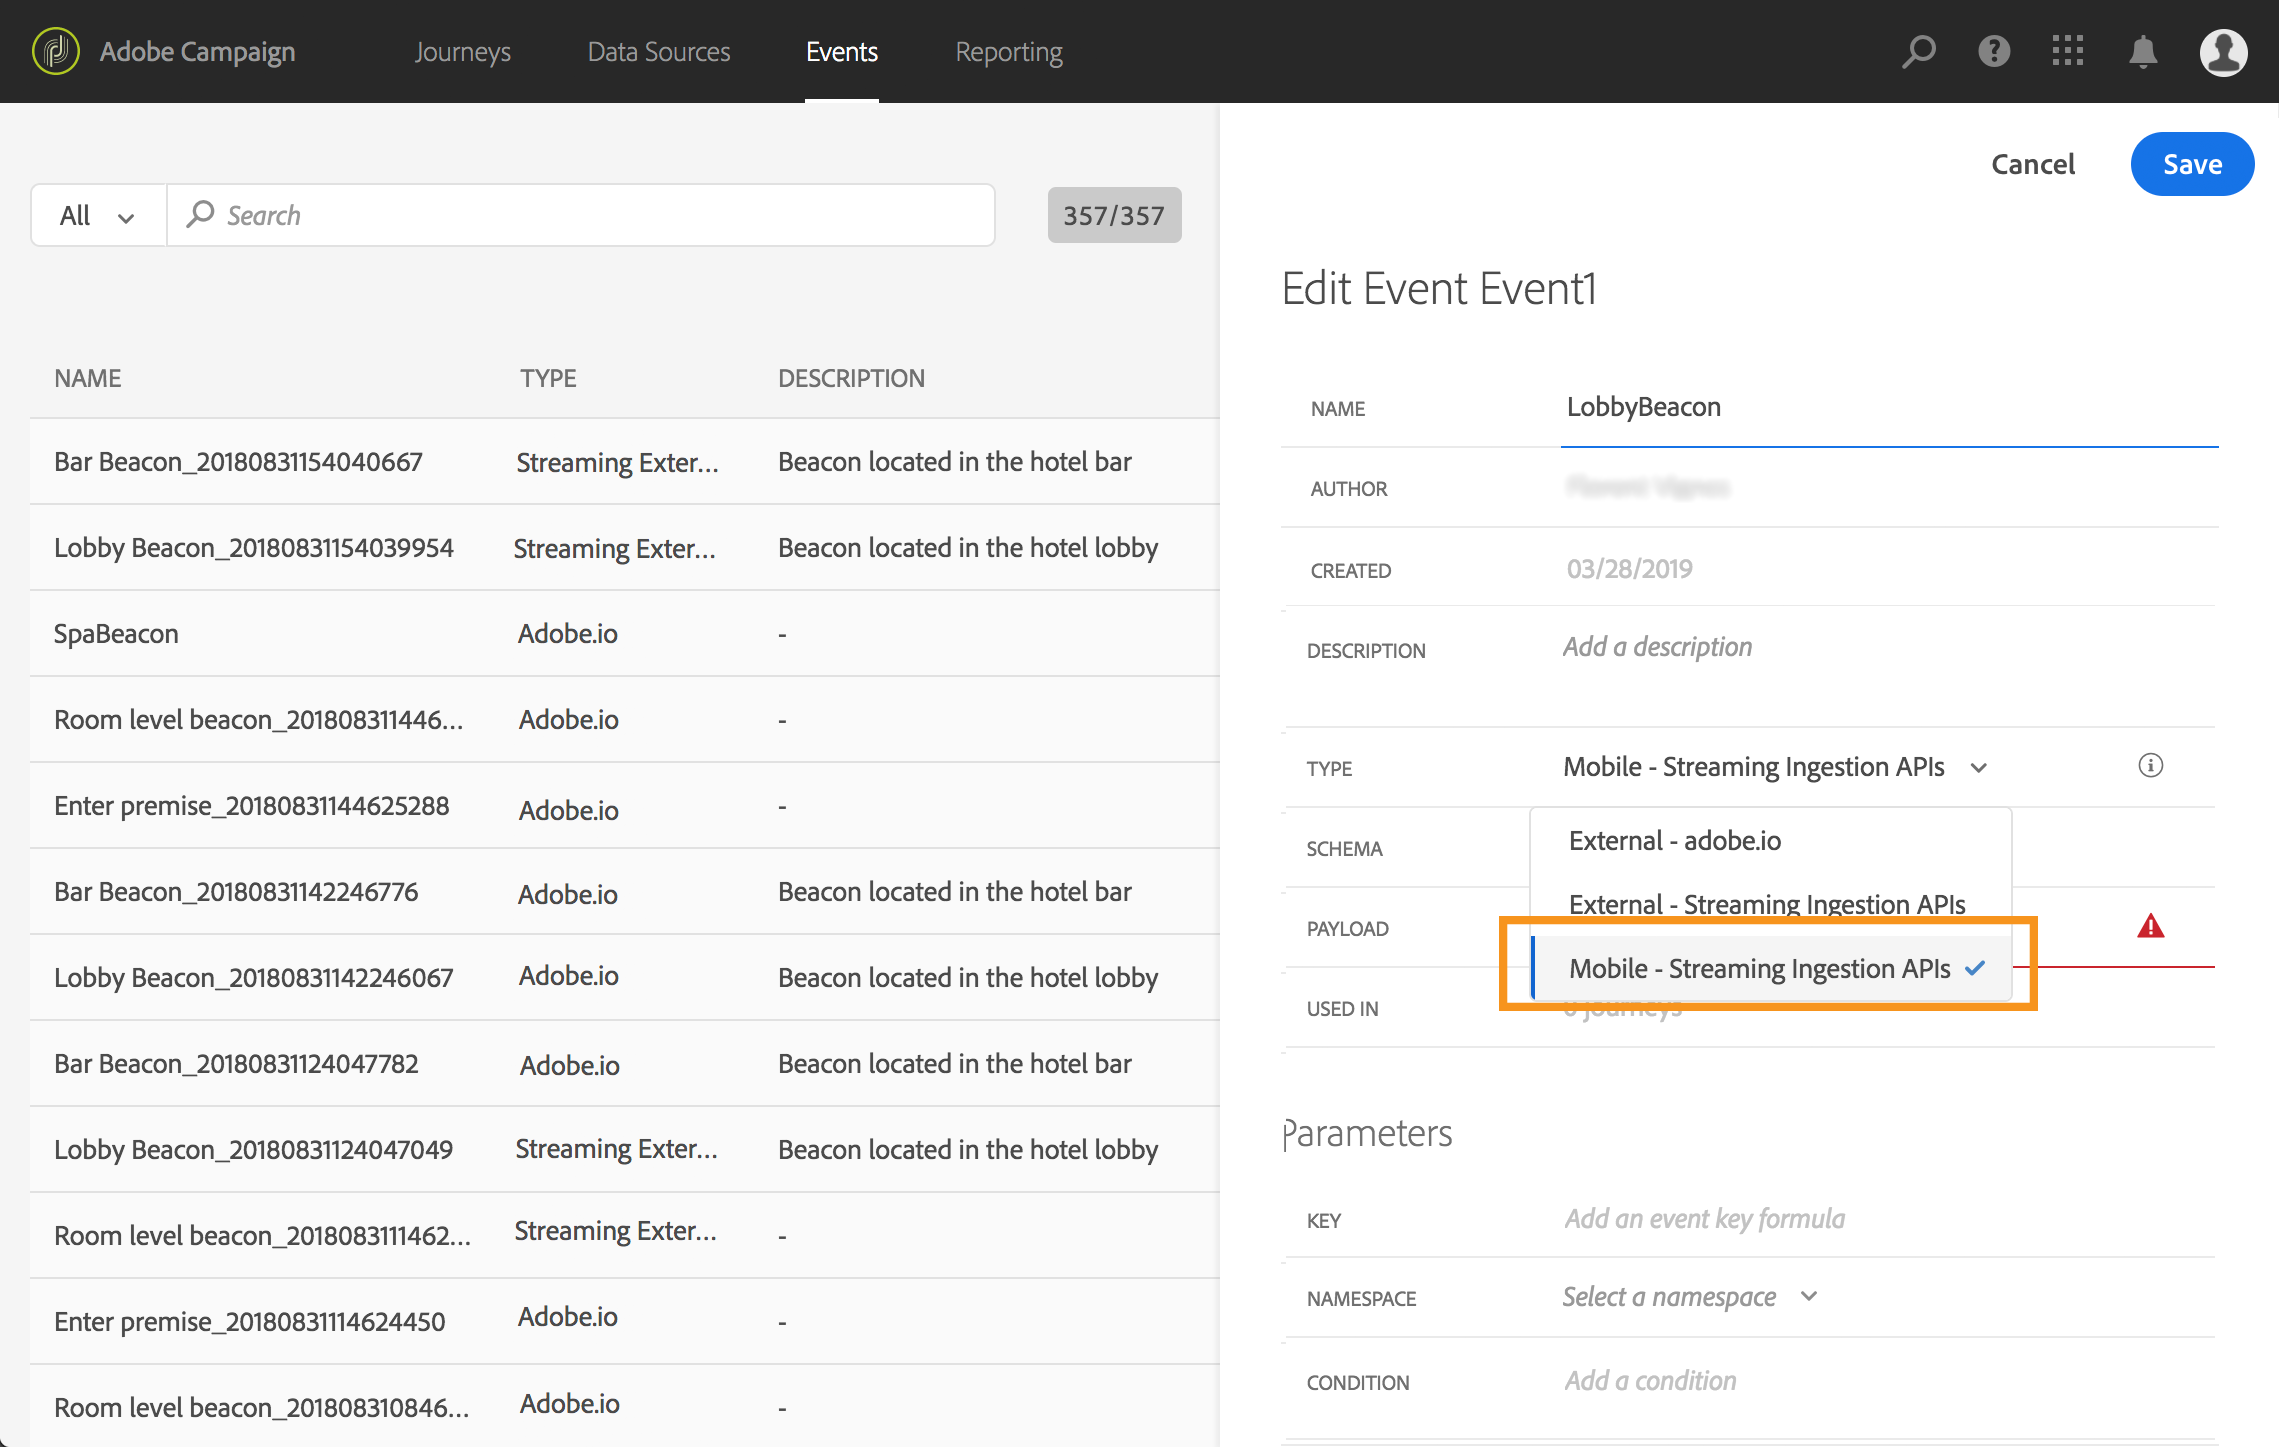 Adobe Campaign Journeys Data Sources Events Reporting
Cancel Save
All Search 357/357
Edit Event Event1
NAME TYPE DESCRIPTION
Bar Beacon_20180831154040667 Streaming Exter... Beacon located in the hotel bar
Lobby Beacon_20180831154039954 Streaming Exter... Beacon located in the hotel lobby
SpaBeacon Adobe.io -
Room level beacon_201808311446... Adobe.io -
Enter premise_20180831144625288 Adobe.io -
Bar Beacon_20180831142246776 Adobe.io Beacon located in the hotel bar
Lobby Beacon_20180831142246067 Adobe.io Beacon located in the hotel lobby
Bar Beacon_20180831124047782 Adobe.io Beacon located in the hotel bar
Lobby Beacon_20180831124047049 Streaming Exter... Beacon located in the hotel lobby
Room level beacon_2018083111462... Streaming Exter... -
Enter premise_20180831114624450 Adobe.io -
Room level beacon_201808310846... Adobe.io -
NAME LobbyBeacon
AUTHOR
CREATED 03/28/2019
DESCRIPTION Add a description
TYPE Mobile - Streaming Ingestion APIs
External - adobe.io
SCHEMA
External - Streaming Ingestion APIs
PAYLOAD
Mobile - Streaming Ingestion APIs
USED IN journeys
Parameters
KEY Add an event key formula
NAMESPACE Select a namespace
CONDITION Add a condition